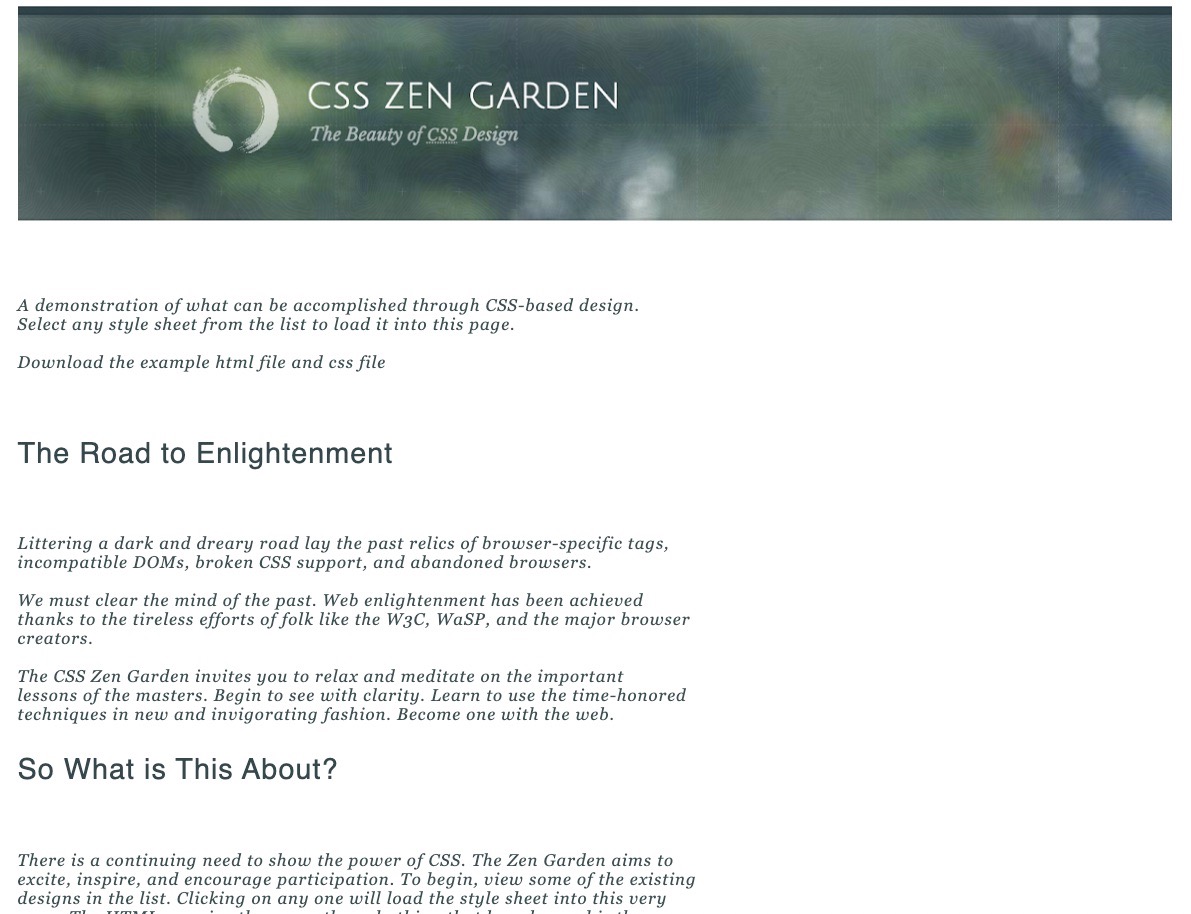 CSS ZEN GARDEN
The Beauty of CSS Design
A demonstration of what can be accomplished through CSS-based design.
Select any style sheet from the list to load it into this page.
Download the example html file and css file
The Road to Enlightenment
Littering a dark and dreary road lay the past relics of browser-specific tags,
incompatible DOMs, broken CSS support, and abandoned browsers.
We must clear the mind of the past. Web enlightenment has been achieved
thanks to the tireless efforts of folk like the W3C, WaSP, and the major browser
creators.
The CSS Zen Garden invites you to relax and meditate on the important
lessons of the masters. Begin to see with clarity. Learn to use the time-honored
techniques in new and invigorating fashion. Become one with the web.
So What is This About?
There is a continuing need to show the power of CSS. The Zen Garden aims to
excite, inspire, and encourage participation. To begin, view some of the existing
designs in the list. Clicking on any one will load the style sheet into this very